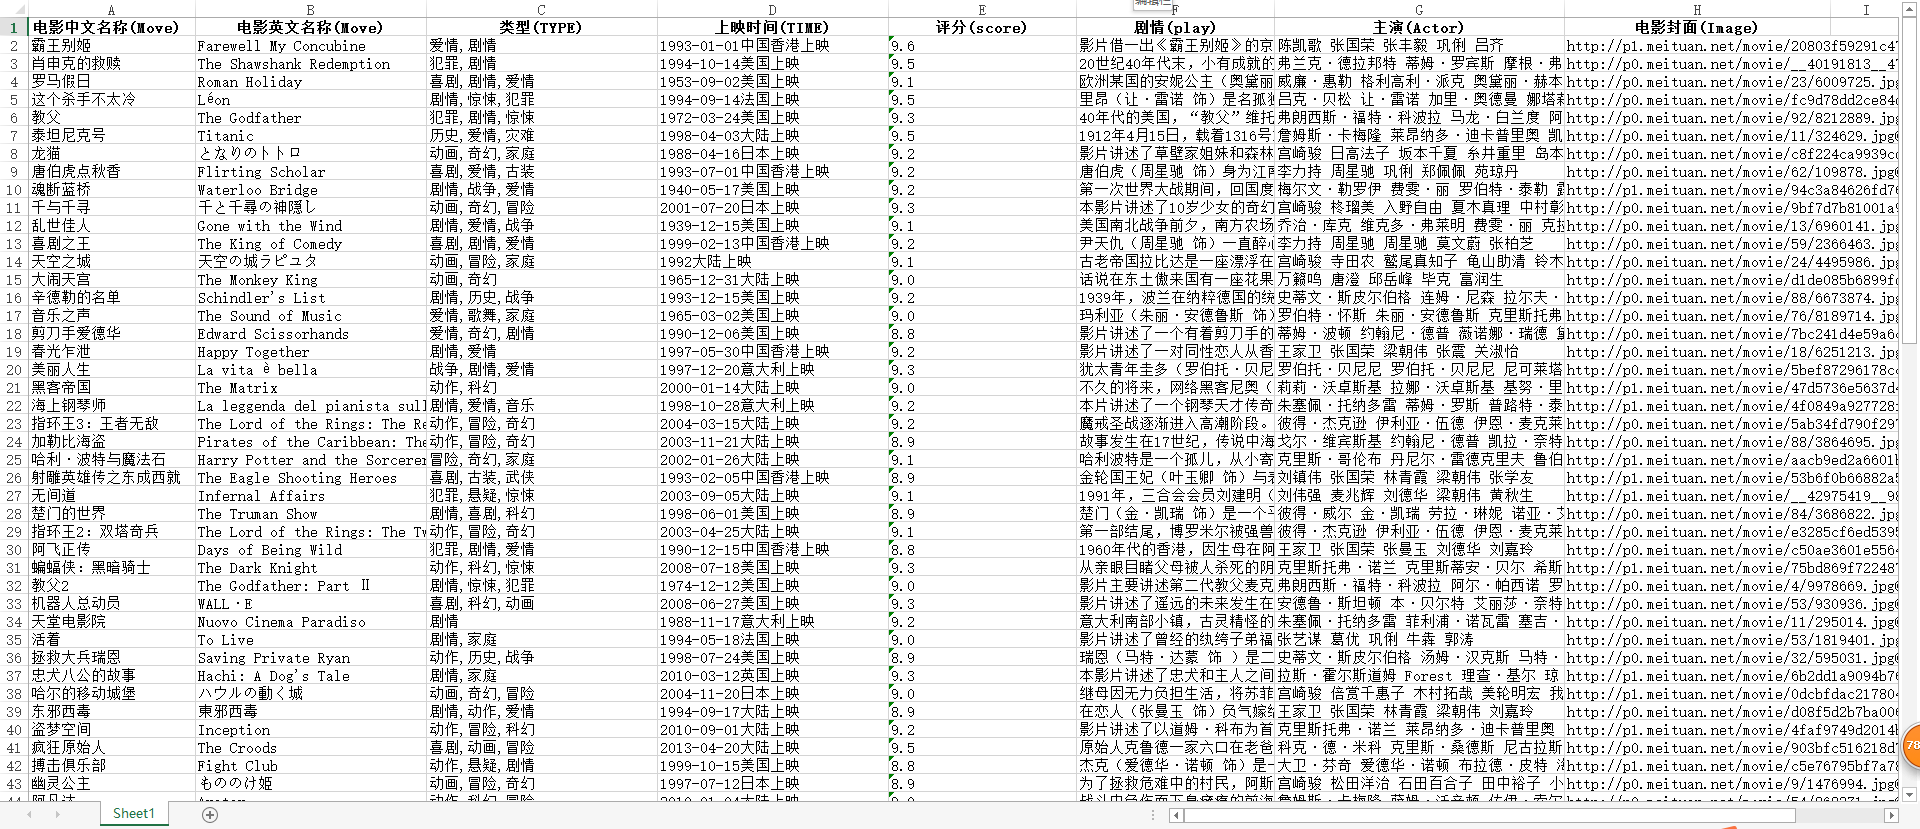 A B C D E F G H I
1 电影中文名称(Move) 电影英文名称(Move) 类型(TYPE) 上映时间(TIME) 评分(score) 剧情(play) 主演(Actor) 电影封面(Image)
2 霸王别姬 Farewell My Concubine 爱情,剧情 1993-01-01中国香港上映 9.6 影片借一出《霸王别姬》的京 陈凯歌 张国荣 张丰毅 巩俐 吕齐 http://p1.meituan.net/movie/20803f59291c47
3 肖申克的救赎 The Shawshank Redemption 犯罪,剧情 1994-10-14美国上映 9.5 20世纪40年代末，小有成就的 弗兰克·德拉邦特 蒂姆·罗宾斯 摩根·弗 http://p0.meituan.net/movie/__40191813__47
4 罗马假日 Roman Holiday 喜剧,剧情,爱情 1953-09-02美国上映 9.1 欧洲某国的安妮公主（奥黛丽 威廉·惠勒 格利高利·派克 奥黛丽·赫本 http://p0.meituan.net/movie/23/6009725.jpg
5 这个杀手不太冷 Léon 剧情,惊悚,犯罪 1994-09-14法国上映 9.5 里昂（让·雷诺 饰）是名孤 吕克·贝松 让·雷诺 加里·奥德曼 娜塔 http://p0.meituan.net/movie/fc9d78dd2ce84
6 教父 The Godfather 犯罪,剧情,惊悚 1972-03-24美国上映 9.3 40年代的美国，“教父”维托 弗朗西斯·福特·科波拉 马龙·白兰度 阿 http://p0.meituan.net/movie/92/8212889.jpg
7 泰坦尼克号 Titanic 历史,爱情,灾难 1998-04-03大陆上映 9.5 1912年4月15日，载着1316号 詹姆斯·卡梅隆 莱昂纳多·迪卡普里奥 凯 http://p0.meituan.net/movie/11/324629.jpg@
8 龙猫 となりのトトロ 动画,奇幻,家庭 1988-04-16日本上映 9.2 影片讲述了草壁家姐妹和森林 宫崎骏 日高法子 坂本千夏 糸井重里 岛本 http://p0.meituan.net/movie/c8f224ca9939c
9 唐伯虎点秋香 Flirting Scholar 喜剧,爱情,古装 1993-07-01中国香港上映 9.2 唐伯虎（周星驰 饰）身为江 李力持 周星驰 巩俐 郑佩佩 苑琼丹 http://p0.meituan.net/movie/62/109878.jpg@
10 魂断蓝桥 Waterloo Bridge 剧情,战争,爱情 1940-05-17美国上映 9.2 第一次世界大战期间，回国度 梅尔文·勒罗伊 费雯·丽 罗伯特·泰勒 http://p1.meituan.net/movie/94c3a84626fd7
11 千与千寻 千と千尋の神隠し 动画,奇幻,冒险 2001-07-20日本上映 9.3 本影片讲述了10岁少女的奇幻 宫崎骏 柊瑠美 入野自由 夏木真理 中村彰 http://p0.meituan.net/movie/9bf7d7b81001a
12 乱世佳人 Gone with the Wind 剧情,爱情,战争 1939-12-15美国上映 9.1 美国南北战争前夕，南方农场 乔治·库克 维克多·弗莱明 费雯·丽 克 http://p0.meituan.net/movie/13/6960141.jpg
13 喜剧之王 The King of Comedy 喜剧,剧情,爱情 1999-02-13中国香港上映 9.2 尹天仇（周星驰 饰）一直醉 李力持 周星驰 周星驰 莫文蔚 张柏芝 http://p0.meituan.net/movie/59/2366463.jpg
14 天空之城 天空の城ラピュタ 动画,冒险,家庭 1992大陆上映 9.1 古老帝国拉比达是一座漂浮在 宫崎骏 寺田农 鹫尾真知子 龟山助清 铃木 http://p0.meituan.net/movie/24/4495986.jpg
15 大闹天宫 The Monkey King 动画,奇幻 1965-12-31大陆上映 9.0 话说在东土傲来国有一座花果 万籁鸣 唐澄 邱岳峰 毕克 富润生 http://p0.meituan.net/movie/d1de085b6899f
16 辛德勒的名单 Schindler's List 剧情,历史,战争 1993-12-15美国上映 9.2 1939年，波兰在纳粹德国的统 史蒂文·斯皮尔伯格 连姆·尼森 拉尔夫· http://p0.meituan.net/movie/88/6673874.jpg
17 音乐之声 The Sound of Music 爱情,歌舞,家庭 1965-03-02美国上映 9.0 玛利亚（朱丽·安德鲁斯 饰） 罗伯特·怀斯 朱丽·安德鲁斯 克里斯托弗 http://p0.meituan.net/movie/76/8189714.jpg
18 剪刀手爱德华 Edward Scissorhands 爱情,奇幻,剧情 1990-12-06美国上映 8.8 影片讲述了一个有着剪刀手的 蒂姆·波顿 约翰尼·德普 薇诺娜·瑞德 http://p0.meituan.net/movie/7bc241d4e59a6
19 春光乍泄 Happy Together 剧情,爱情 1997-05-30中国香港上映 9.2 影片讲述了一对同性恋人从香 王家卫 张国荣 梁朝伟 张震 关淑怡 http://p0.meituan.net/movie/18/6251213.jpg
20 美丽人生 La vita è bella 战争,剧情,爱情 1997-12-20意大利上映 9.3 犹太青年圭多（罗伯托·贝尼 罗伯托·贝尼尼 罗伯托·贝尼尼 尼可莱塔 http://p0.meituan.net/movie/5bef87296178c
21 黑客帝国 The Matrix 动作,科幻 2000-01-14大陆上映 9.0 不久的将来，网络黑客尼奥（ 莉莉·沃卓斯基 拉娜·沃卓斯基 基努·里 http://p1.meituan.net/movie/47d5736e5637d
22 海上钢琴师 La leggenda del pianista sull 剧情,爱情,音乐 1998-10-28意大利上映 9.2 本片讲述了一个钢琴天才传奇 朱塞佩·托纳多雷 蒂姆·罗斯 普路特·泰 http://p1.meituan.net/movie/4f0849a927728
23 指环王3：王者无敌 The Lord of the Rings: The Re 动作,冒险,奇幻 2004-03-15大陆上映 9.2 魔戒圣战逐渐进入高潮阶段。 彼得·杰克逊 伊利亚·伍德 伊恩·麦克莱 http://p1.meituan.net/movie/5ab34fd790f297
24 加勒比海盗 Pirates of the Caribbean: The 动作,冒险,奇幻 2003-11-21大陆上映 8.9 故事发生在17世纪，传说中海 戈尔·维宾斯基 约翰尼·德普 凯拉·奈特 http://p0.meituan.net/movie/88/3864695.jpg
25 哈利·波特与魔法石 Harry Potter and the Sorcerer 冒险,奇幻,家庭 2002-01-26大陆上映 9.1 哈利波特是一个孤儿，从小寄 克里斯·哥伦布 丹尼尔·雷德克里夫 鲁伯 http://p1.meituan.net/movie/aacb9ed2a6601
26 射雕英雄传之东成西就 The Eagle Shooting Heroes 喜剧,古装,武侠 1993-02-05中国香港上映 8.9 金轮国王妃（叶玉卿 饰）与 刘镇伟 张国荣 林青霞 梁朝伟 张学友 http://p1.meituan.net/movie/53b6f0b66882a
27 无间道 Infernal Affairs 犯罪,悬疑,惊悚 2003-09-05大陆上映 9.1 1991年，三合会会员刘建明（ 刘伟强 麦兆辉 刘德华 梁朝伟 黄秋生 http://p1.meituan.net/movie/__42975419__9
28 楚门的世界 The Truman Show 剧情,喜剧,科幻 1998-06-01美国上映 8.9 楚门（金·凯瑞 饰）是一个 彼得·威尔 金·凯瑞 劳拉·琳妮 诺亚· http://p0.meituan.net/movie/84/3686822.jpg
29 指环王2：双塔奇兵 The Lord of the Rings: The Tw 动作,冒险,奇幻 2003-04-25大陆上映 9.1 第一部结尾，博罗米尔被强兽 彼得·杰克逊 伊利亚·伍德 伊恩·麦克莱 http://p0.meituan.net/movie/e3285cf6ed539
30 阿飞正传 Days of Being Wild 犯罪,剧情,爱情 1990-12-15中国香港上映 8.8 1960年代的香港，因生母在阿 王家卫 张国荣 张曼玉 刘德华 刘嘉玲 http://p0.meituan.net/movie/c50ae3601e556
31 蝙蝠侠：黑暗骑士 The Dark Knight 动作,科幻,惊悚 2008-07-18美国上映 9.3 从亲眼目睹父母被人杀死的阴 克里斯托弗·诺兰 克里斯蒂安·贝尔 希斯 http://p0.meituan.net/movie/75bd869f722487
32 教父2 The Godfather: Part Ⅱ 剧情,惊悚,犯罪 1974-12-12美国上映 9.0 影片主要讲述第二代教父麦克 弗朗西斯·福特·科波拉 阿尔·帕西诺 罗 http://p0.meituan.net/movie/4/9978669.jpg@
33 机器人总动员 WALL·E 喜剧,科幻,动画 2008-06-27美国上映 9.3 影片讲述了遥远的未来发生在 安德鲁·斯坦顿 本·贝尔特 艾丽莎·奈特 http://p0.meituan.net/movie/53/930936.jpg@
34 天堂电影院 Nuovo Cinema Paradiso 剧情 1988-11-17意大利上映 9.2 意大利南部小镇，古灵精怪的 朱塞佩·托纳多雷 菲利浦·诺瓦雷 塞吉· http://p0.meituan.net/movie/11/295014.jpg@
35 活着 To Live 剧情,家庭 1994-05-18法国上映 9.0 影片讲述了曾经的纨绔子弟福 张艺谋 葛优 巩俐 牛犇 郭涛 http://p0.meituan.net/movie/53/1819401.jpg
36 拯救大兵瑞恩 Saving Private Ryan 动作,历史,战争 1998-07-24美国上映 8.9 瑞恩（马特·达蒙 饰 ）是二 史蒂文·斯皮尔伯格 汤姆·汉克斯 马特· http://p0.meituan.net/movie/32/595031.jpg@
37 忠犬八公的故事 Hachi: A Dog's Tale 剧情,家庭 2010-03-12英国上映 9.3 本影片讲述了忠犬和主人之间 拉斯·霍尔斯道姆 Forest 理查·基尔 琼 http://p1.meituan.net/movie/6b2dd1a9094b7
38 哈尔的移动城堡 ハウルの動く城 动画,奇幻,冒险 2004-11-20日本上映 9.0 继母因无力负担生活，将苏菲 宫崎骏 倍赏千惠子 木村拓哉 美轮明宏 我 http://p1.meituan.net/movie/0dcbfdac217804
39 东邪西毒 東邪西毒 剧情,动作,爱情 1994-09-17大陆上映 8.9 在恋人（张曼玉 饰）负气嫁 王家卫 张国荣 林青霞 梁朝伟 刘嘉玲 http://p0.meituan.net/movie/d08f5d2b7ba00
40 盗梦空间 Inception 动作,冒险,科幻 2010-09-01大陆上映 9.2 影片讲述了以道姆·科布为首 克里斯托弗·诺兰 莱昂纳多·迪卡普里奥 http://p0.meituan.net/movie/4faf9749d2014
41 疯狂原始人 The Croods 喜剧,动画,冒险 2013-04-20大陆上映 9.5 原始人克鲁德一家六口在老爸 科克·德·米科 克里斯·桑德斯 尼古拉斯 http://p0.meituan.net/movie/903bfc516218d
42 搏击俱乐部 Fight Club 动作,悬疑,剧情 1999-10-15美国上映 8.8 杰克（爱德华·诺顿 饰）是 大卫·芬奇 爱德华·诺顿 布拉德·皮特 http://p0.meituan.net/movie/c5e76795bf7a7
43 幽灵公主 もののけ姫 动画,冒险,奇幻 1997-07-12日本上映 8.9 为了拯救危难中的村民，阿斯 宫崎骏 松田洋治 石田百合子 田中裕子 小 http://p0.meituan.net/movie/9/1476994.jpg@
Sheet1
78